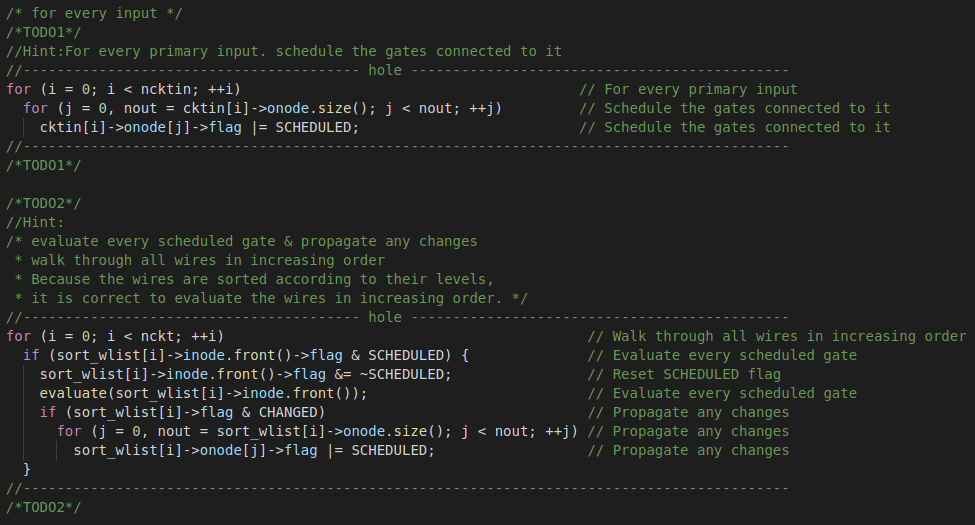 /* for every input */
/*TODO1*/
//Hint:For every primary input. schedule the gates connected to it
//---------------------------------------- hole ---------------------------------------------
for (i = 0; i < ncktin; ++i)                                        // For every primary input
  for (j = 0, nout = cktin[i]->onode.size(); j < nout; ++j)         // Schedule the gates connected to it
    cktin[i]->onode[j]->flag |= SCHEDULED;                          // Schedule the gates connected to it
//-------------------------------------------------------------------------------------------
/*TODO1*/

/*TODO2*/
//Hint:
/* evaluate every scheduled gate & propagate any changes
 * walk through all wires in increasing order
 * Because the wires are sorted according to their levels,
 * it is correct to evaluate the wires in increasing order. */
//---------------------------------------- hole ---------------------------------------------
for (i = 0; i < nckt; ++i)                                           // Walk through all wires in increasing order
  if (sort_wlist[i]->inode.front()->flag & SCHEDULED) {              // Evaluate every scheduled gate
    sort_wlist[i]->inode.front()->flag &= ~SCHEDULED;                // Reset SCHEDULED flag
    evaluate(sort_wlist[i]->inode.front());                          // Evaluate every scheduled gate
    if (sort_wlist[i]->flag & CHANGED)                               // Propagate any changes
      for (j = 0, nout = sort_wlist[i]->onode.size(); j < nout; ++j) // Propagate any changes
        sort_wlist[i]->onode[j]->flag |= SCHEDULED;                  // Propagate any changes
  }
//-------------------------------------------------------------------------------------------
/*TODO2*/